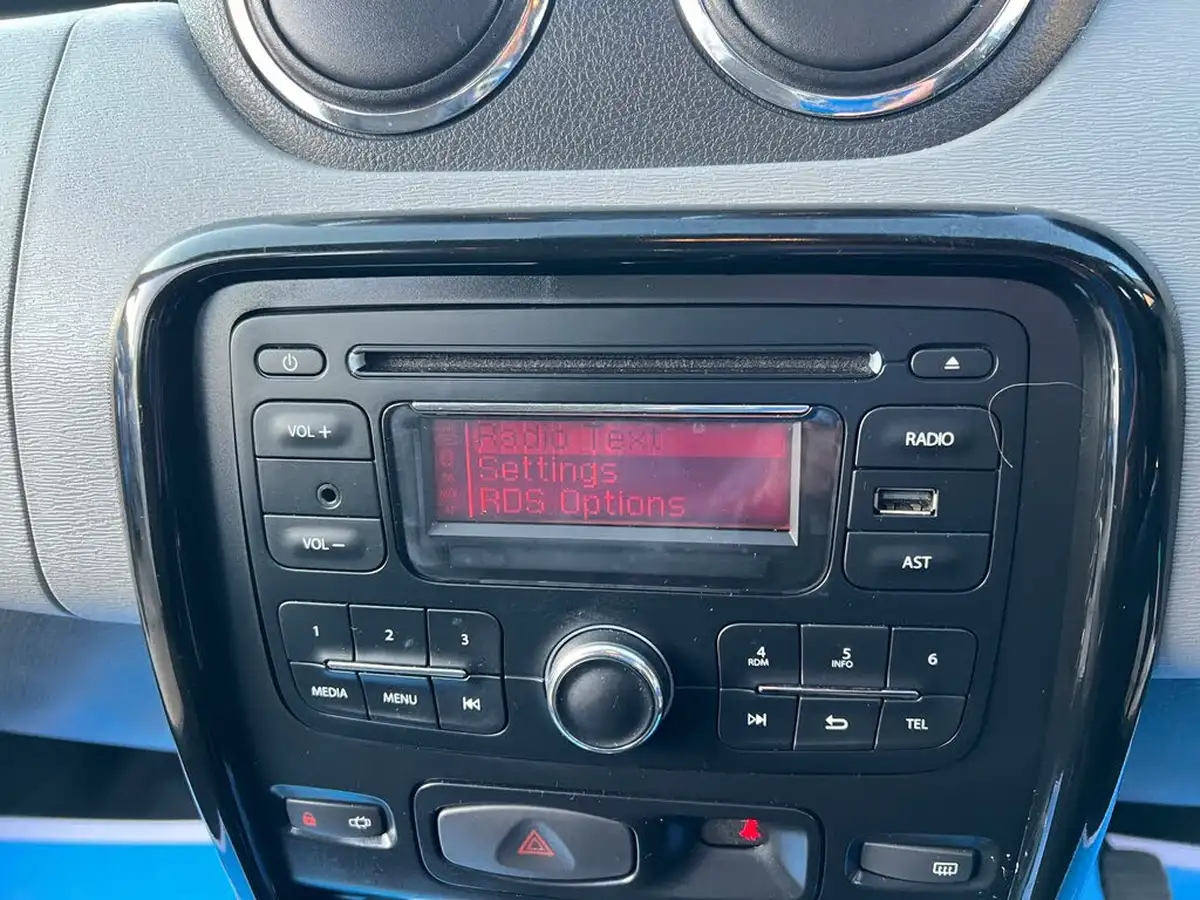 VOL +
Radio Text
Settings
RDS Options
RADIO
VOL −
AST
1
2
3
4
RDM
5
INFO
6
MEDIA
MENU
TEL